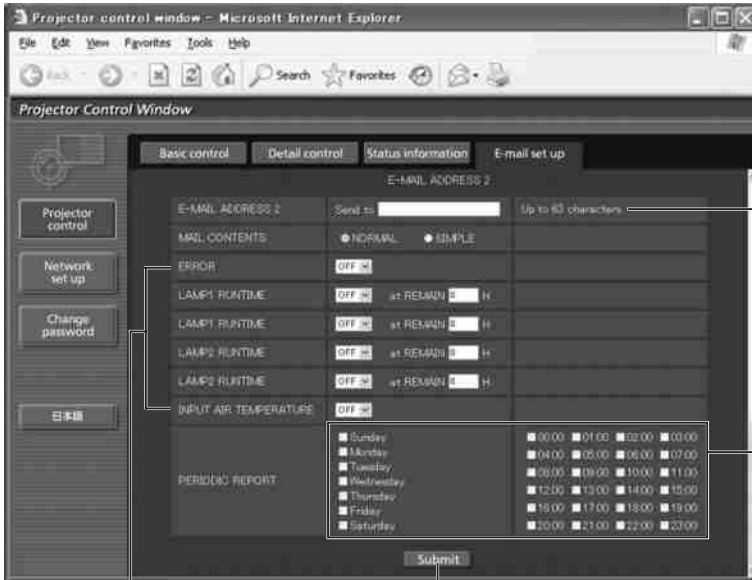 Projector control window - Microsoft Internet Explorer
File Edit View Favorites Tools Help
Back Search Favorites
Projector Control Window
Basic control Detail control Status information E-mail set up
E-MAIL ADDRESS 2
Projector control
Network set up
Change password
日本語
E-MAIL ADDRESS 2 Send to Up to 63 characters
MAIL CONTENTS NORMAL SIMPLE
ERROR OFF
LAMP1 RUNTIME OFF at REMAIN H
LAMP1 RUNTIME OFF at REMAIN H
LAMP2 RUNTIME OFF at REMAIN H
LAMP2 RUNTIME OFF at REMAIN H
INPUT AIR TEMPERATURE OFF
PERIODIC REPORT
Sunday
Monday
Tuesday
Wednesday
Thursday
Friday
Saturday
00:00 01:00 02:00 03:00
04:00 05:00 06:00 07:00
08:00 09:00 10:00 11:00
12:00 13:00 14:00 15:00
16:00 17:00 18:00 19:00
20:00 21:00 22:00 23:00
Submit